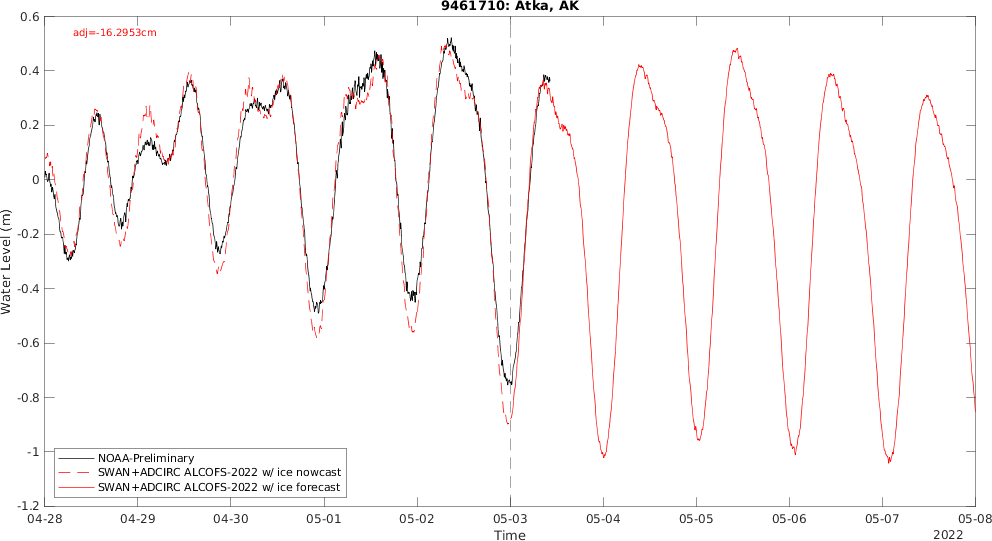 9461710: Atka, AK
adj=-16.2953cm
0.6
0.4
0.2
0
-0.2
-0.4
-0.6
-0.8
-1
-1.2
Water Level (m)
NOAA-Preliminary
SWAN+ADCIRC ALCOFS-2022 w/ ice nowcast
SWAN+ADCIRC ALCOFS-2022 w/ ice forecast
04-28 04-29 04-30 05-01 05-02 05-03 05-04 05-05 05-06 05-07 05-08
Time
2022